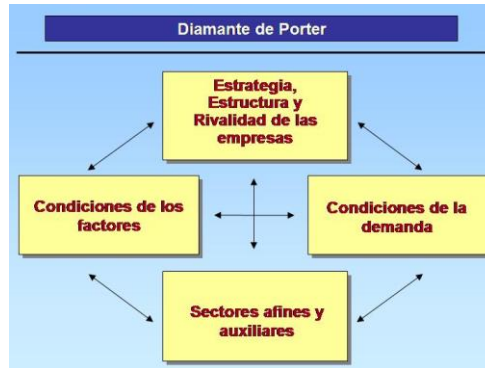 Diamante de Porter
Estrategia,
Estructura y
Rivalidad de las
empresas
Condiciones de los
factores
Condiciones de la
demanda
Sectores afines y
auxiliares